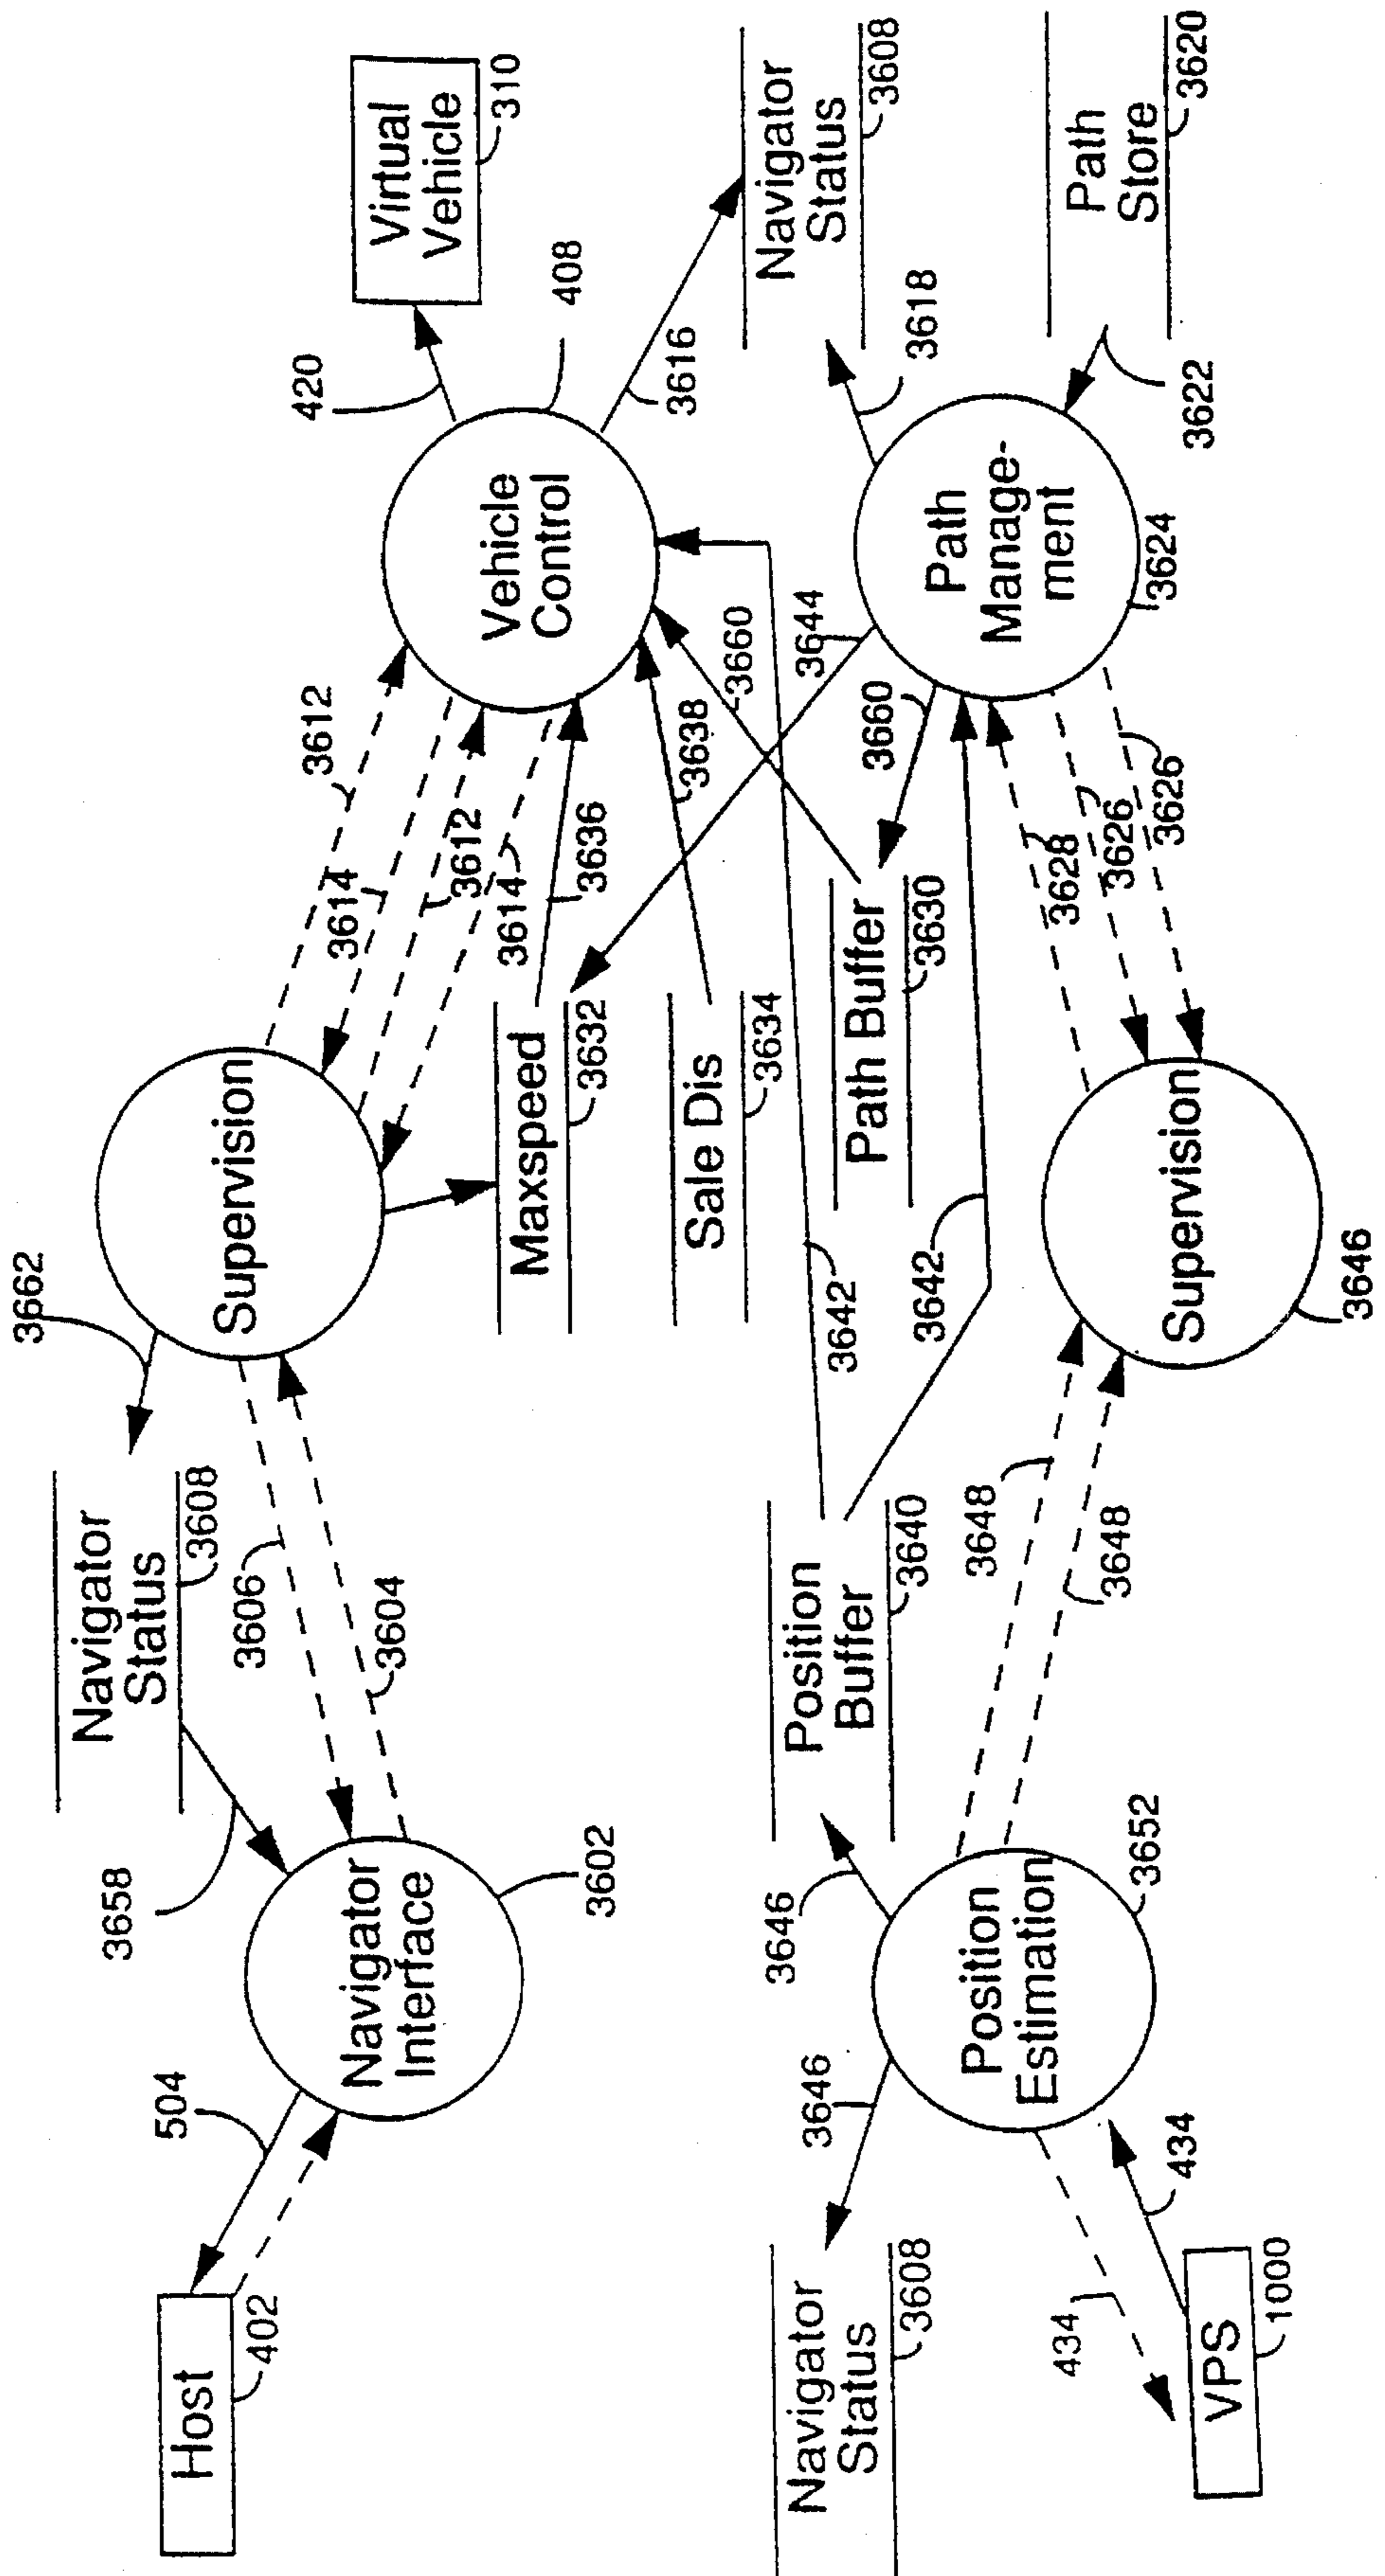 Host
402
504
Navigator
Interface
3602
3658
Navigator
Status
3608
3606
3604
3662
Supervision
3612
3614
3612
3614
Maxspeed
3632
3636
Sale Dis
3634
3638
Vehicle
Control
408
420
Virtual
Vehicle
310
3616
Navigator
Status
3608
3618
Navigator
Status
3608
3646
3646
Position
Buffer
3640
3642
3642
Path Buffer
3630
3660
3660
3644
Path
Manage-
ment
3624
Path
Store
3620
3622
VPS
1000
434
434
Position
Estimation
3652
3648
3648
Supervision
3646
3628
3626
3626